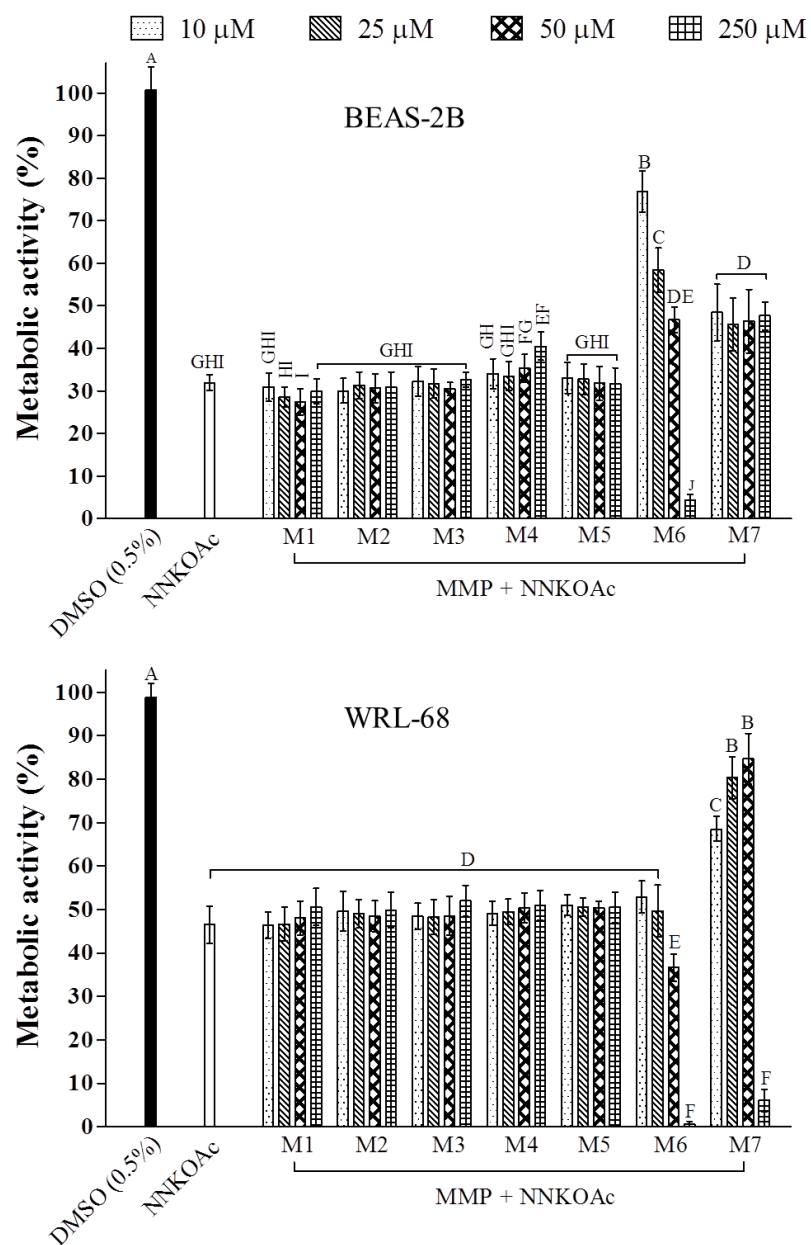 10 µM 25 µM 50 µM 250 µM
BEAS-2B
Metabolic activity (%)
100
90
80
70
60
50
40
30
20
10
0
A
GHI
GHI
HI
I
GHI
GH
GHI
FG
EF
GHI
B
C
DE
J
D
DMSO (0.5%)
NNKOAc
M1 M2 M3 M4 M5 M6 M7
MMP + NNKOAc
WRL-68
Metabolic activity (%)
100
90
80
70
60
50
40
30
20
10
0
A
D
E
F
C
B
B
F
DMSO (0.5%)
NNKOAc
M1 M2 M3 M4 M5 M6 M7
MMP + NNKOAc